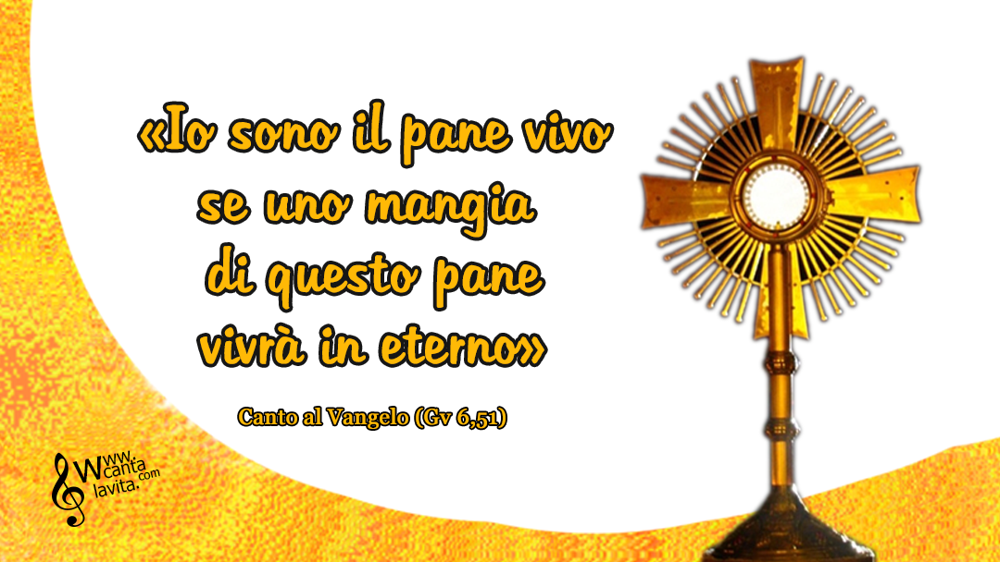 «Io sono il pane vivo
se uno mangia
di questo pane
vivrà in eterno»
Canto al Vangelo (Gv 6,51)
www.
canta
lavita.com